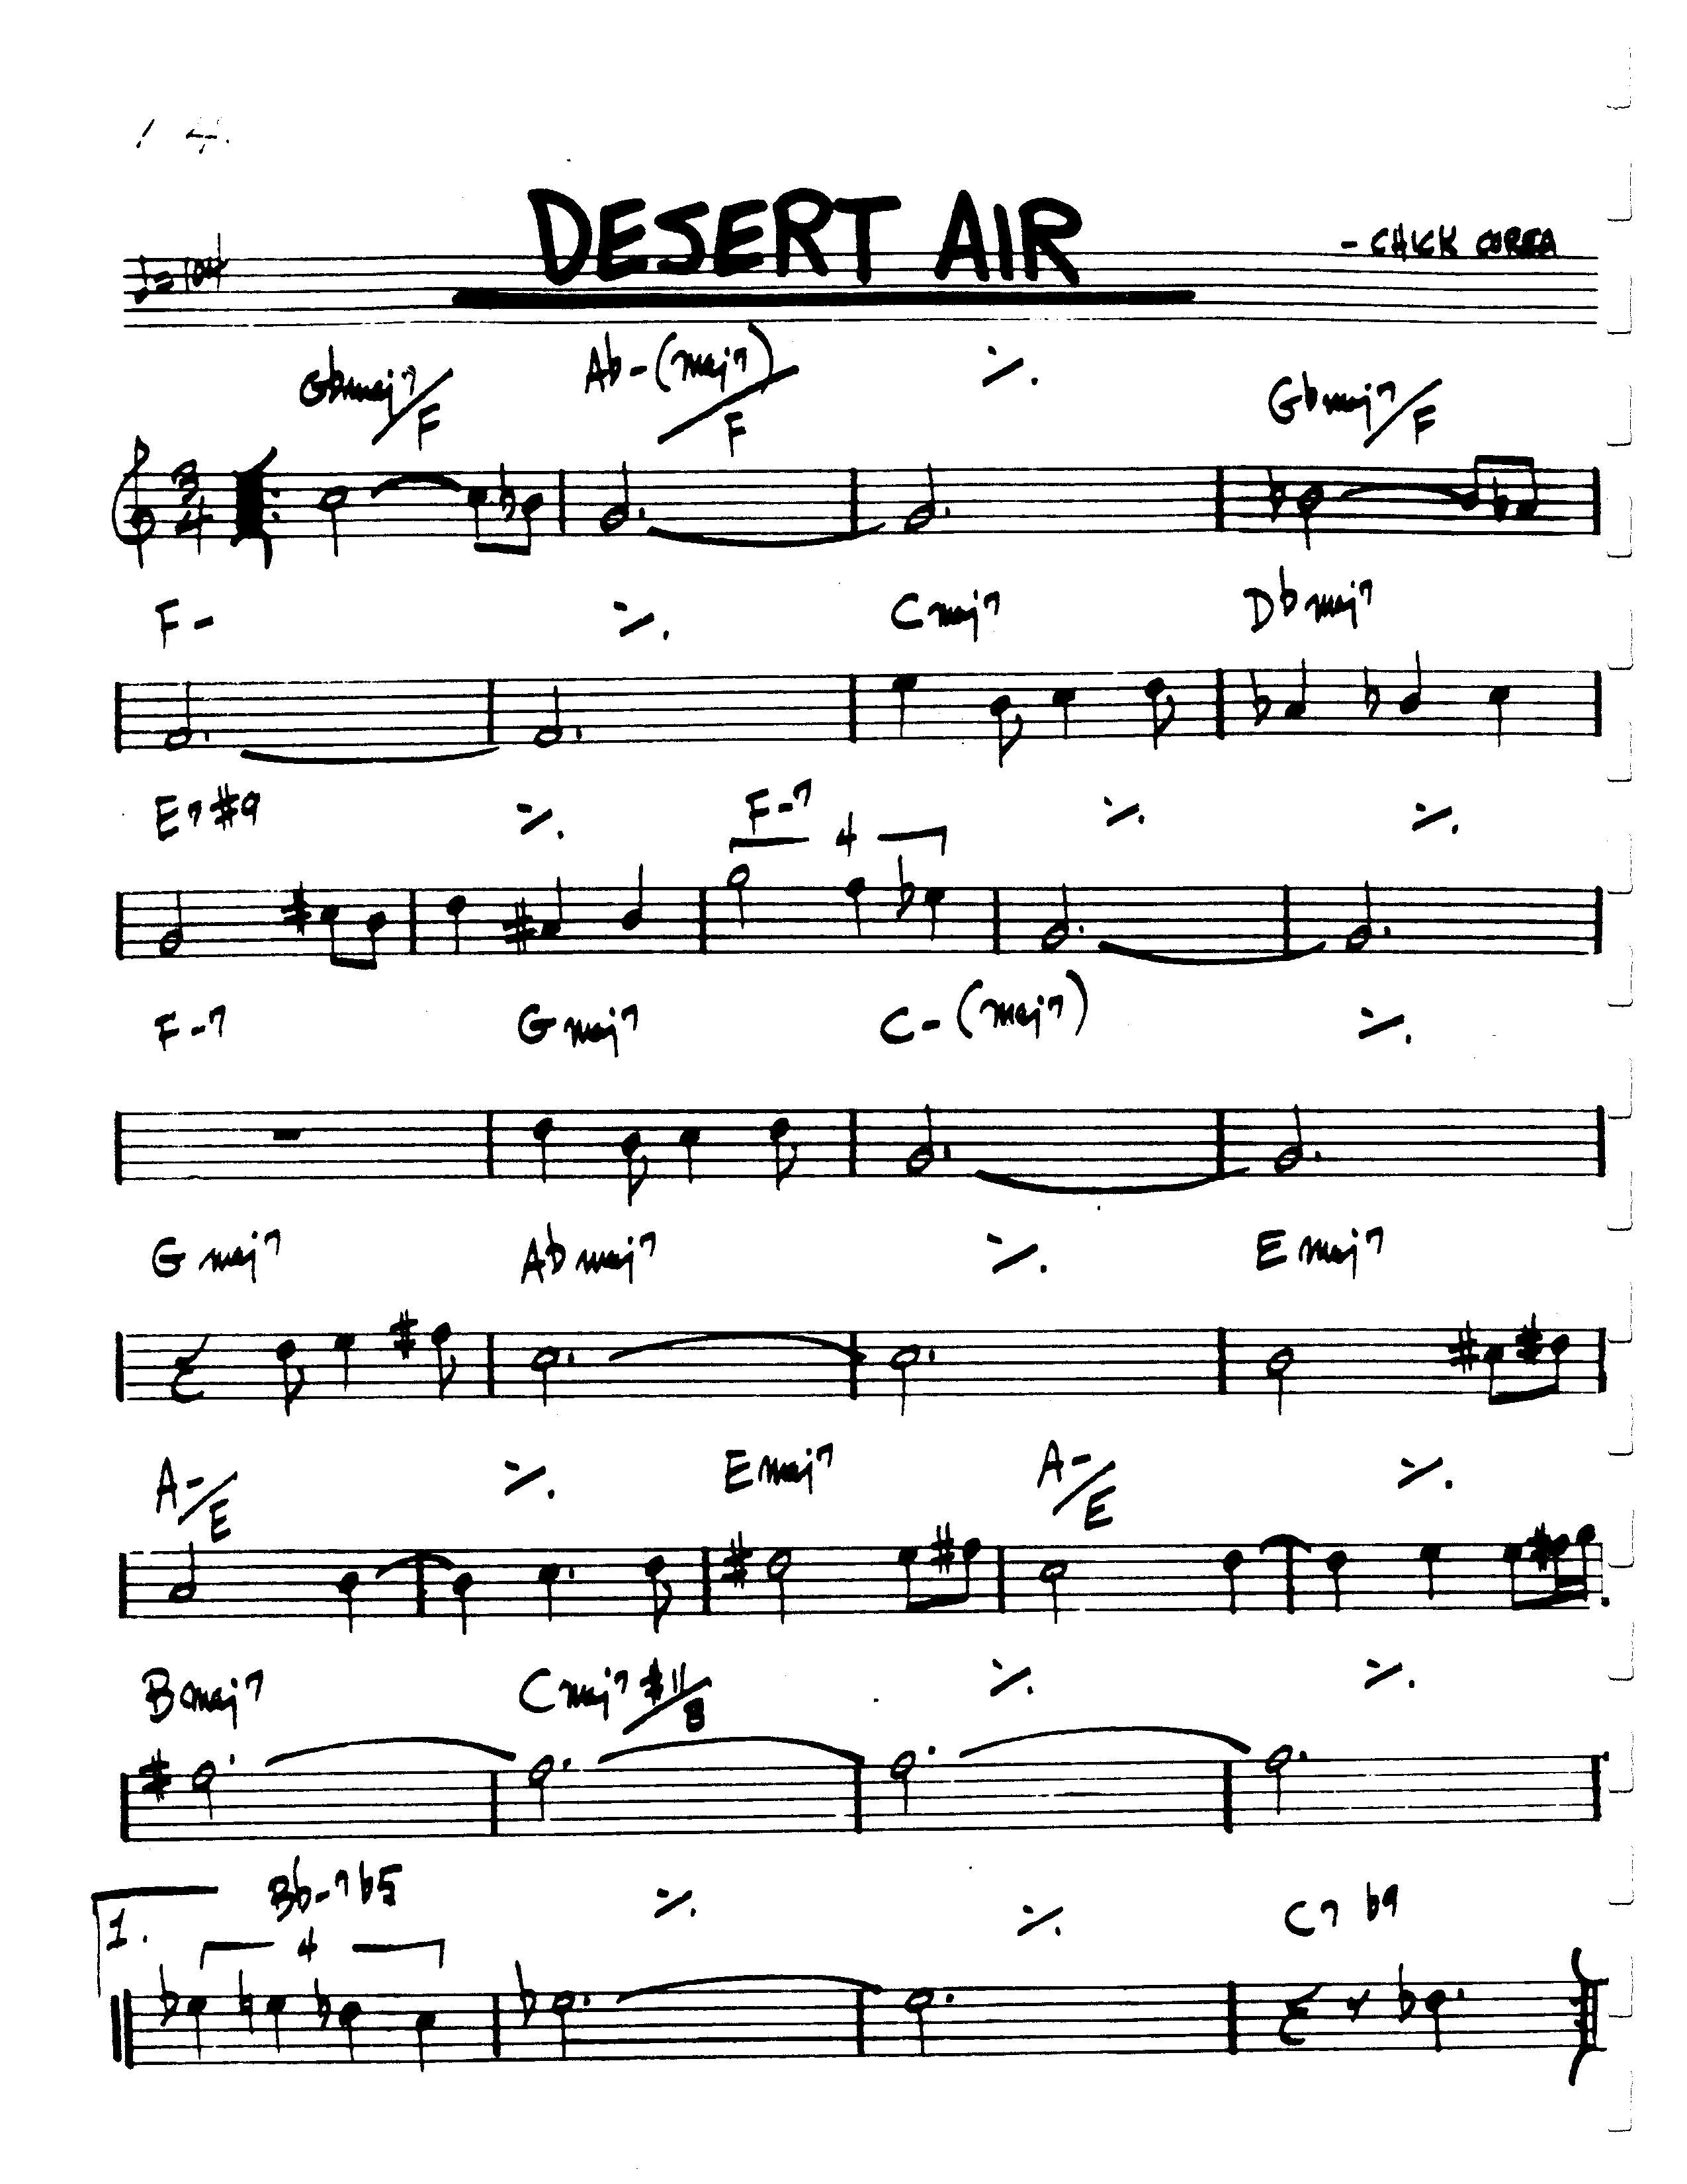 DESERT AIR
♩=104
- CHICK COREA
Gbmaj7/F Ab-(maj7)/F ٪ Gbmaj7/F
3/4
F- ٪ Cmaj7 Dbmaj7
E7#9 ٪ F-7 ٪ ٪
4
F-7 Gmaj7 C-(maj7) ٪
Gmaj7 Abmaj7 ٪ Emaj7
A-/E ٪ Emaj7 A-/E ٪
Bmaj7 Cmaj7#11/B ٪ ٪
1. Bb-7b5 ٪ ٪ C7b9
4